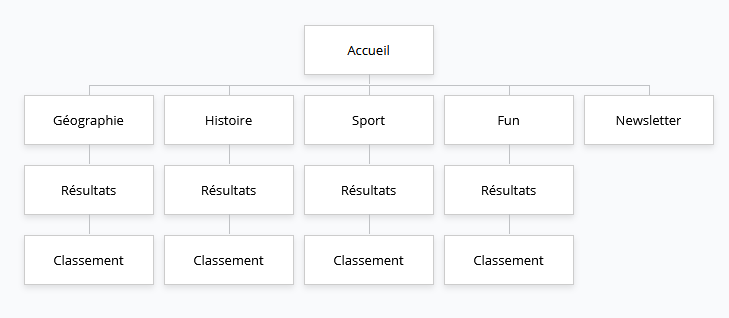 Accueil
Géographie
Histoire
Sport
Fun
Newsletter
Résultats
Résultats
Résultats
Résultats
Classement
Classement
Classement
Classement